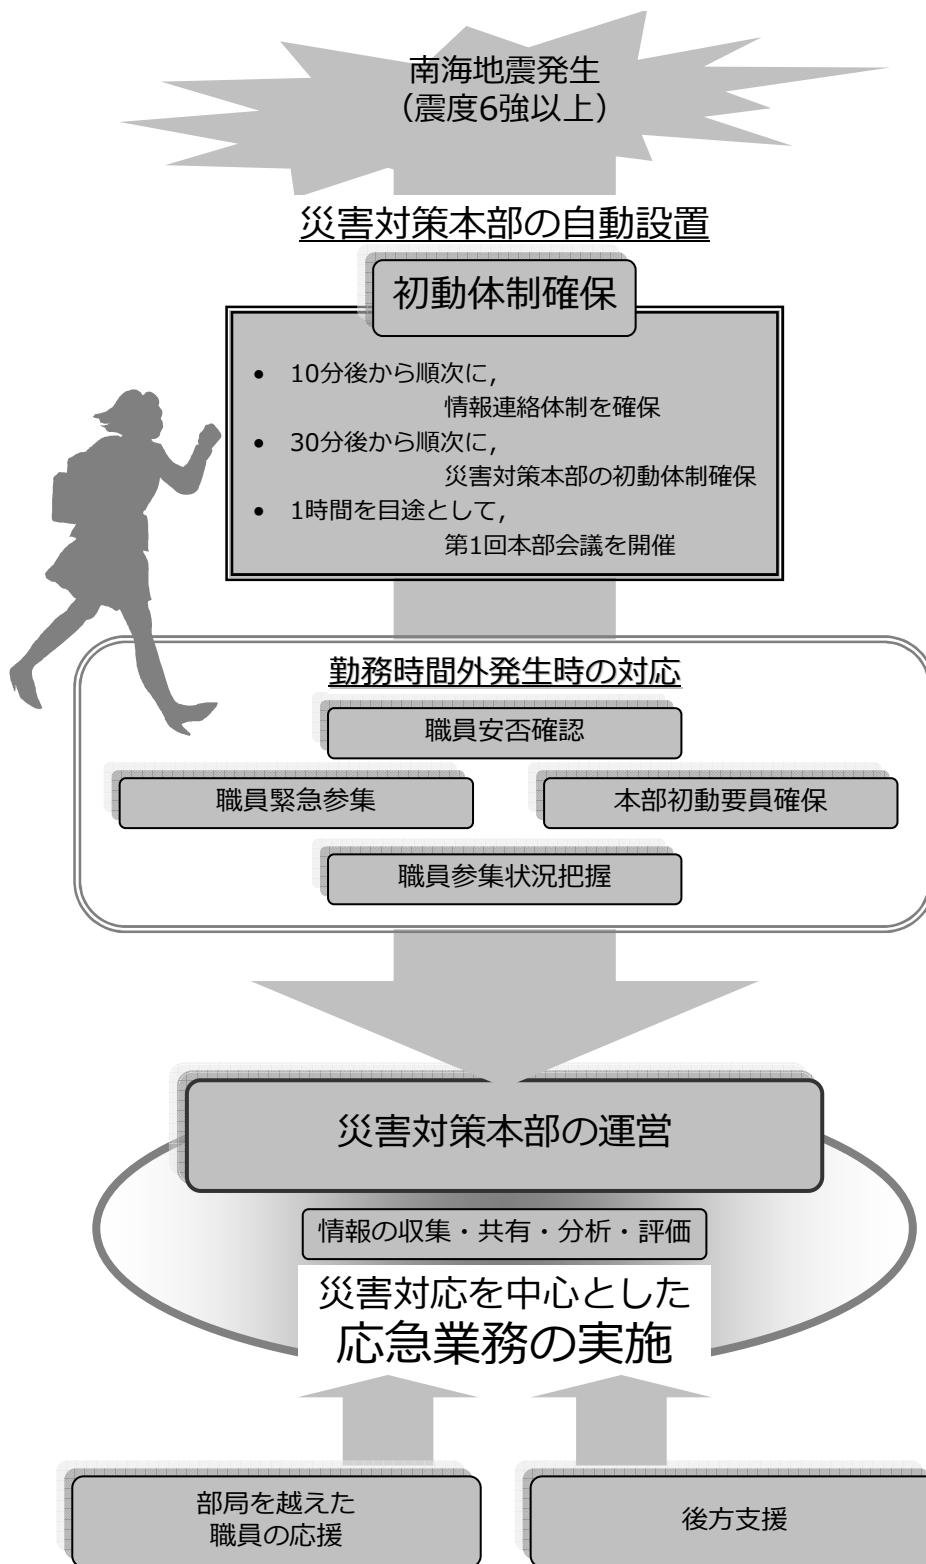 南海地震発生
（震度6強以上）
災害対策本部の自動設置
初動体制確保
• 10分後から順次に，
情報連絡体制を確保
• 30分後から順次に，
災害対策本部の初動体制確保
• 1時間を目途として，
第1回本部会議を開催
勤務時間外発生時の対応
職員安否確認
職員緊急参集
本部初動要員確保
職員参集状況把握
災害対策本部の運営
情報の収集・共有・分析・評価
災害対応を中心とした
応急業務の実施
部局を越えた
職員の応援
後方支援